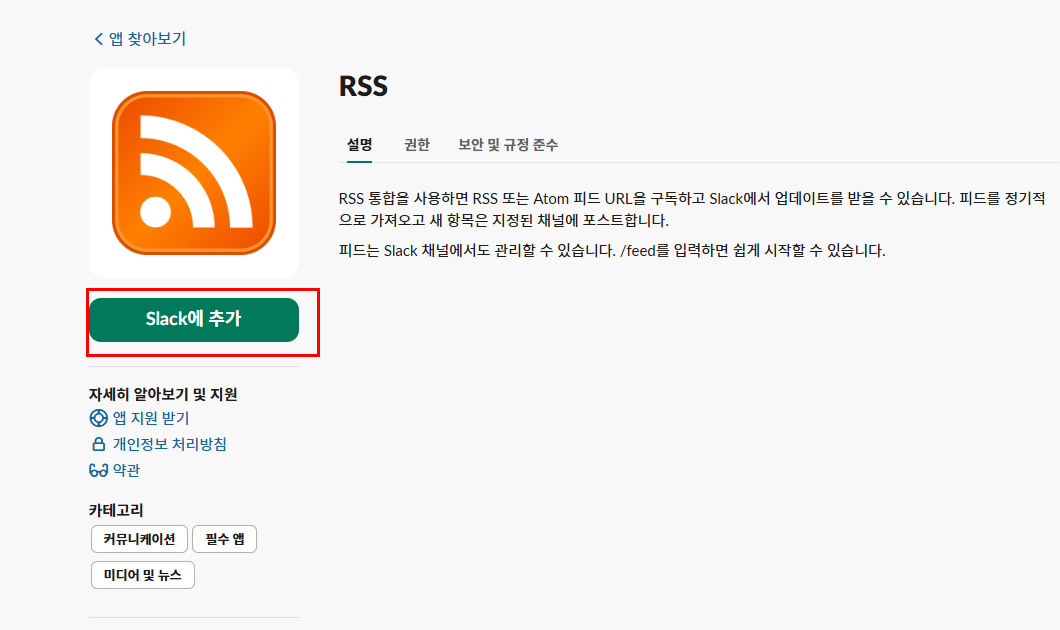 앱 찾아보기
RSS
설명 권한 보안 및 규정 준수
RSS 통합을 사용하면 RSS 또는 Atom 피드 URL을 구독하고 Slack에서 업데이트를 받을 수 있습니다. 피드를 정기적
으로 가져오고 새 항목은 지정된 채널에 포스트합니다.
피드는 Slack 채널에서도 관리할 수 있습니다. /feed를 입력하면 쉽게 시작할 수 있습니다.
Slack에 추가
자세히 알아보기 및 지원
앱 지원 받기
개인정보 처리방침
약관
카테고리
커뮤니케이션 필수 앱
미디어 및 뉴스